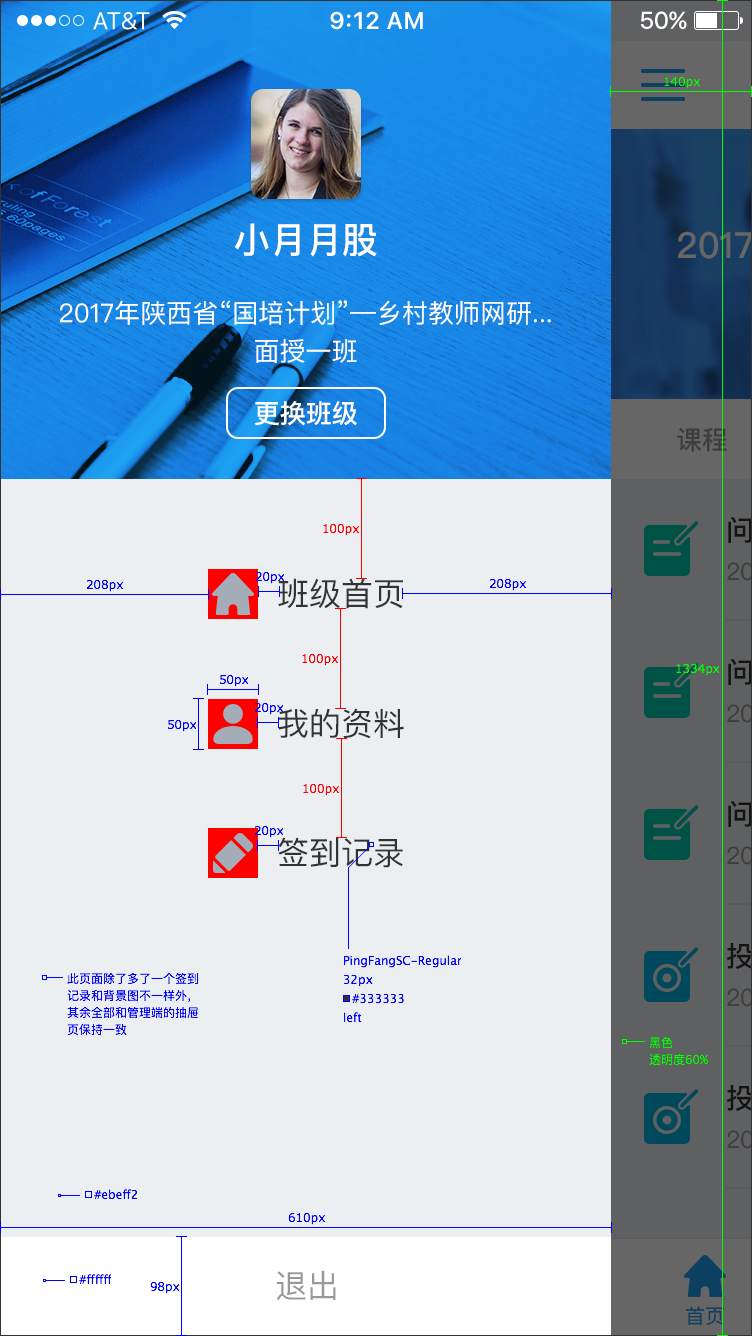 AT&T
9:12 AM
50%
140px
k of Forest
ruling
60pages
小月月股
2017
2017年陕西省“国培计划”—乡村教师网研...
面授一班
更换班级
课程
100px
问
20
208px
20px
班级首页
208px
100px
问
1334px
20
50px
20px
50px
我的资料
100px
问
20
20px
签到记录
PingFangSC-Regular
32px
#333333
left
投
20
此页面除了多了一个签到
记录和背景图不一样外,
其余全部和管理端的抽屉
页保持一致
黑色
透明度60%
投
20
#ebeff2
610px
#ffffff
98px
退出
首页